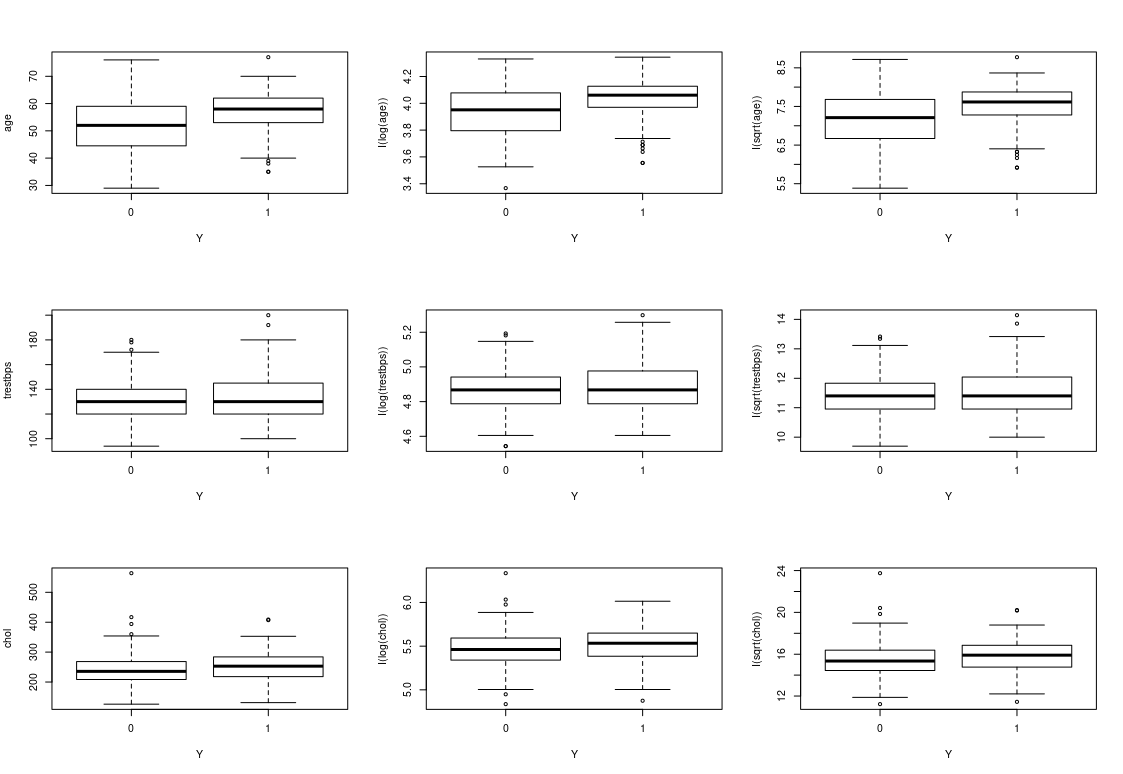 age
30 40 50 60 70
0 1
Y
I(log(age))
3.4 3.6 3.8 4.0 4.2
0 1
Y
I(sqrt(age))
5.5 6.5 7.5 8.5
0 1
Y
trestbps
100 140 180
0 1
Y
I(log(trestbps))
4.6 4.8 5.0 5.2
0 1
Y
I(sqrt(trestbps))
10 11 12 13 14
0 1
Y
chol
200 300 400 500
0 1
Y
I(log(chol))
5.0 5.5 6.0
0 1
Y
I(sqrt(chol))
12 16 20 24
0 1
Y